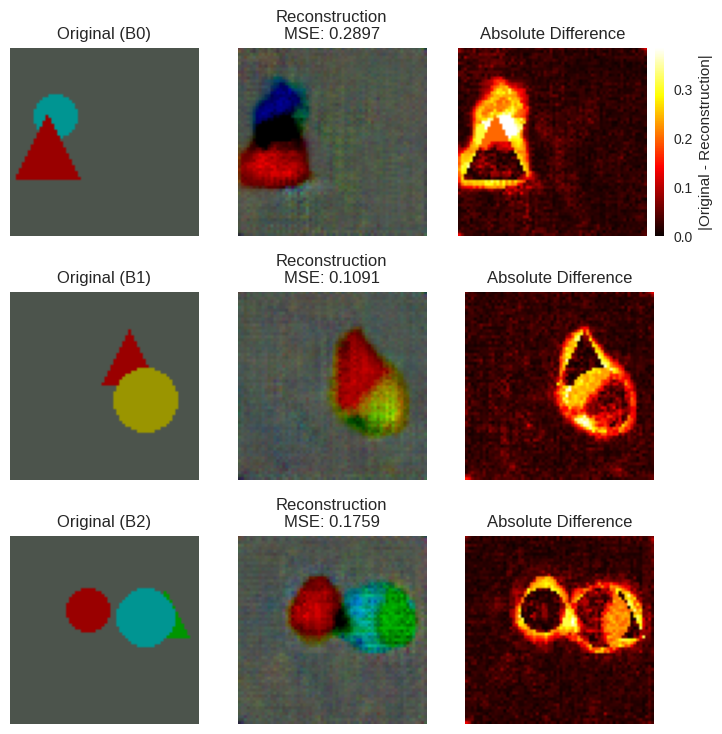 Original (B0)
Reconstruction
MSE: 0.2897
Absolute Difference
0.3
0.2
0.1
0.0
|Original - Reconstruction|
Original (B1)
Reconstruction
MSE: 0.1091
Absolute Difference
Original (B2)
Reconstruction
MSE: 0.1759
Absolute Difference